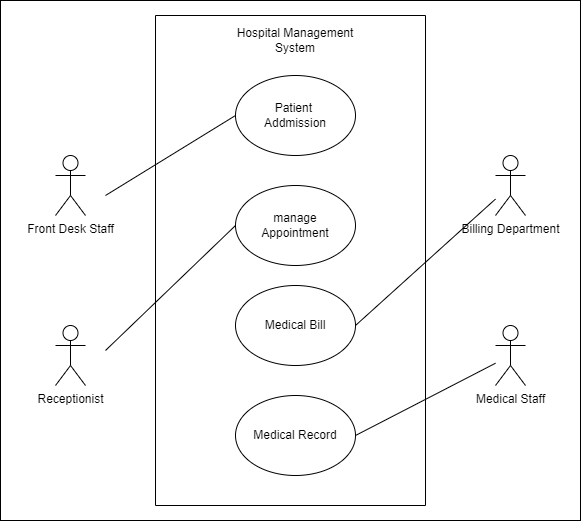 Hospital Management
System
Patient
Addmission
Front Desk Staff
manage
Appointment
Billing Department
Medical Bill
Receptionist
Medical Staff
Medical Record